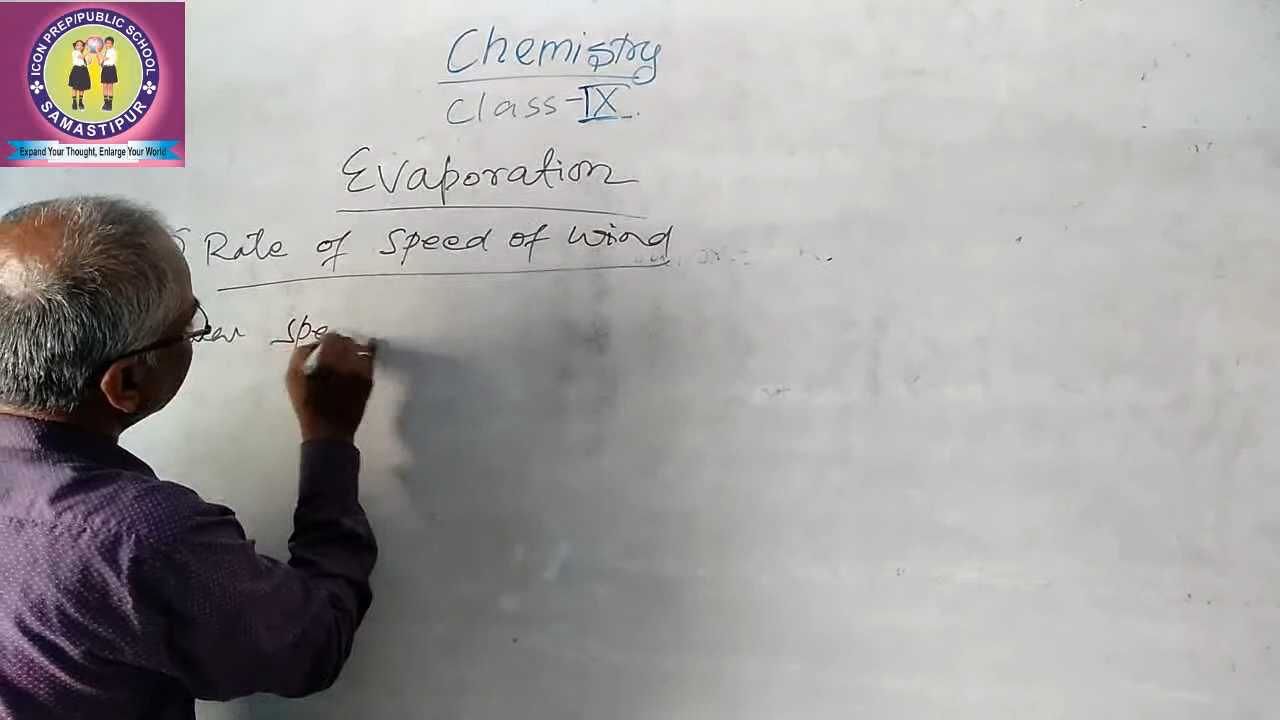 ICON PREP/PUBLIC SCHOOL
SAMASTIPUR
Expand Your Thought, Enlarge Your World
Chemistry
Class-IX
Evaporation
Rate of Speed of wind
spe